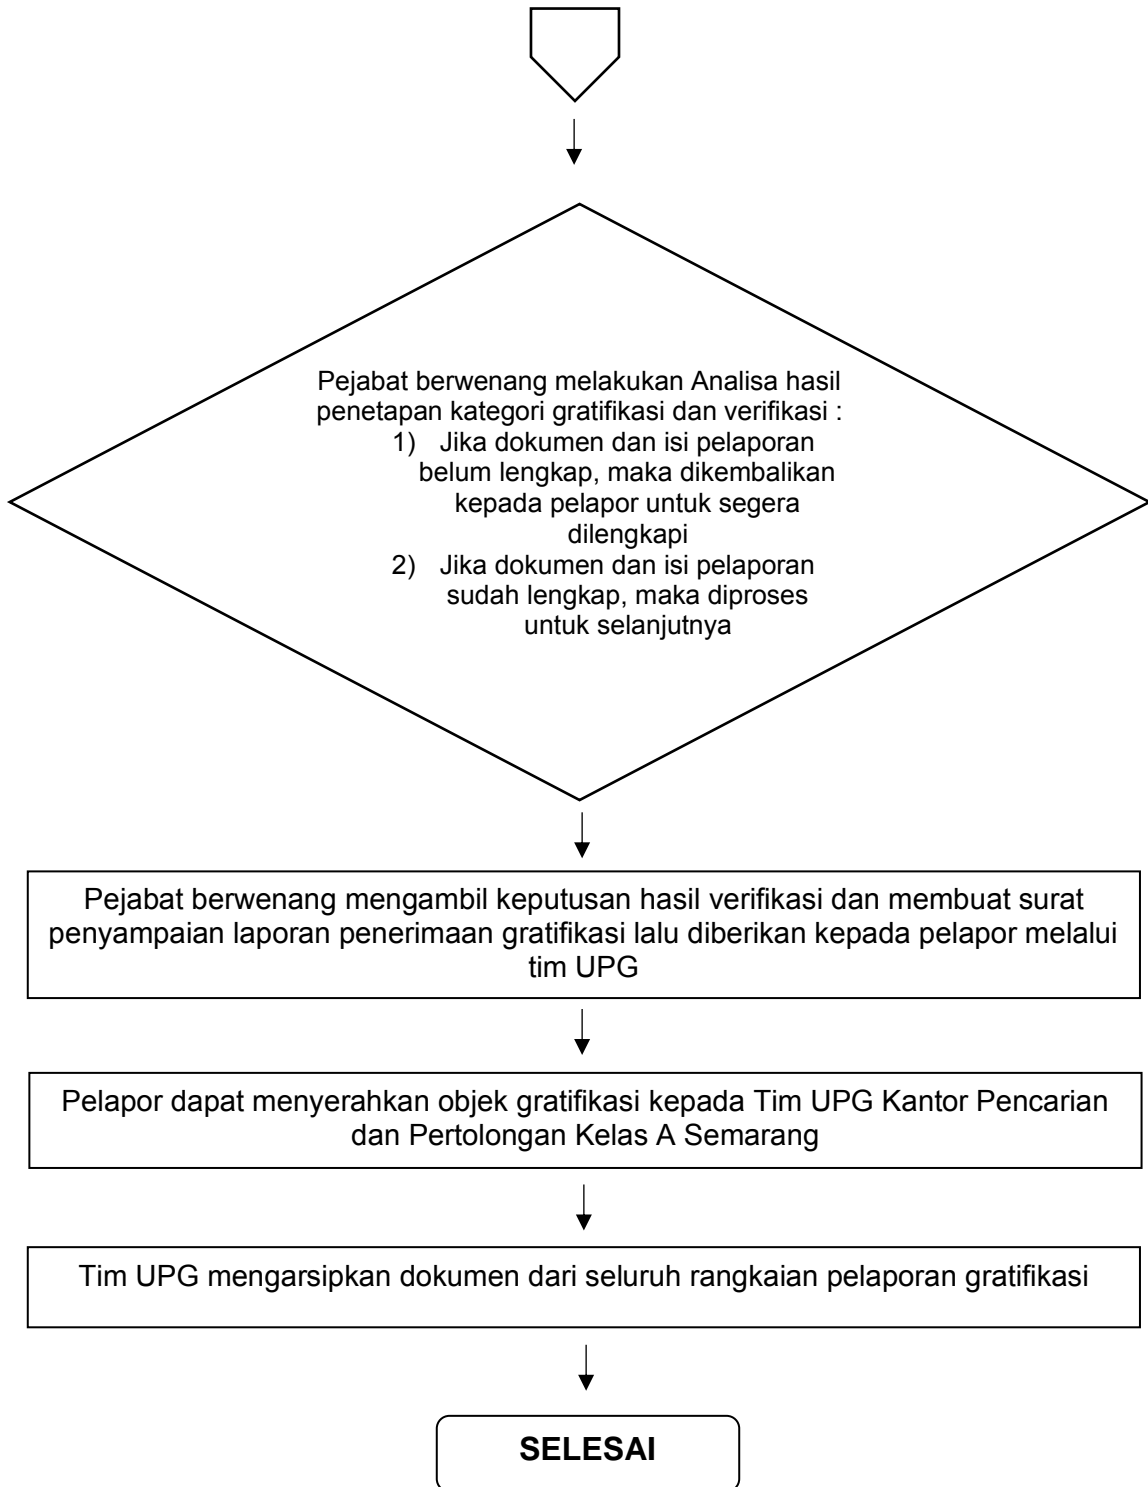 Pejabat berwenang melakukan Analisa hasil
penetapan kategori gratifikasi dan verifikasi :
1) Jika dokumen dan isi pelaporan
belum lengkap, maka dikembalikan
kepada pelapor untuk segera
dilengkapi
2) Jika dokumen dan isi pelaporan
sudah lengkap, maka diproses
untuk selanjutnya
Pejabat berwenang mengambil keputusan hasil verifikasi dan membuat surat
penyampaian laporan penerimaan gratifikasi lalu diberikan kepada pelapor melalui
tim UPG
Pelapor dapat menyerahkan objek gratifikasi kepada Tim UPG Kantor Pencarian
dan Pertolongan Kelas A Semarang
Tim UPG mengarsipkan dokumen dari seluruh rangkaian pelaporan gratifikasi
SELESAI